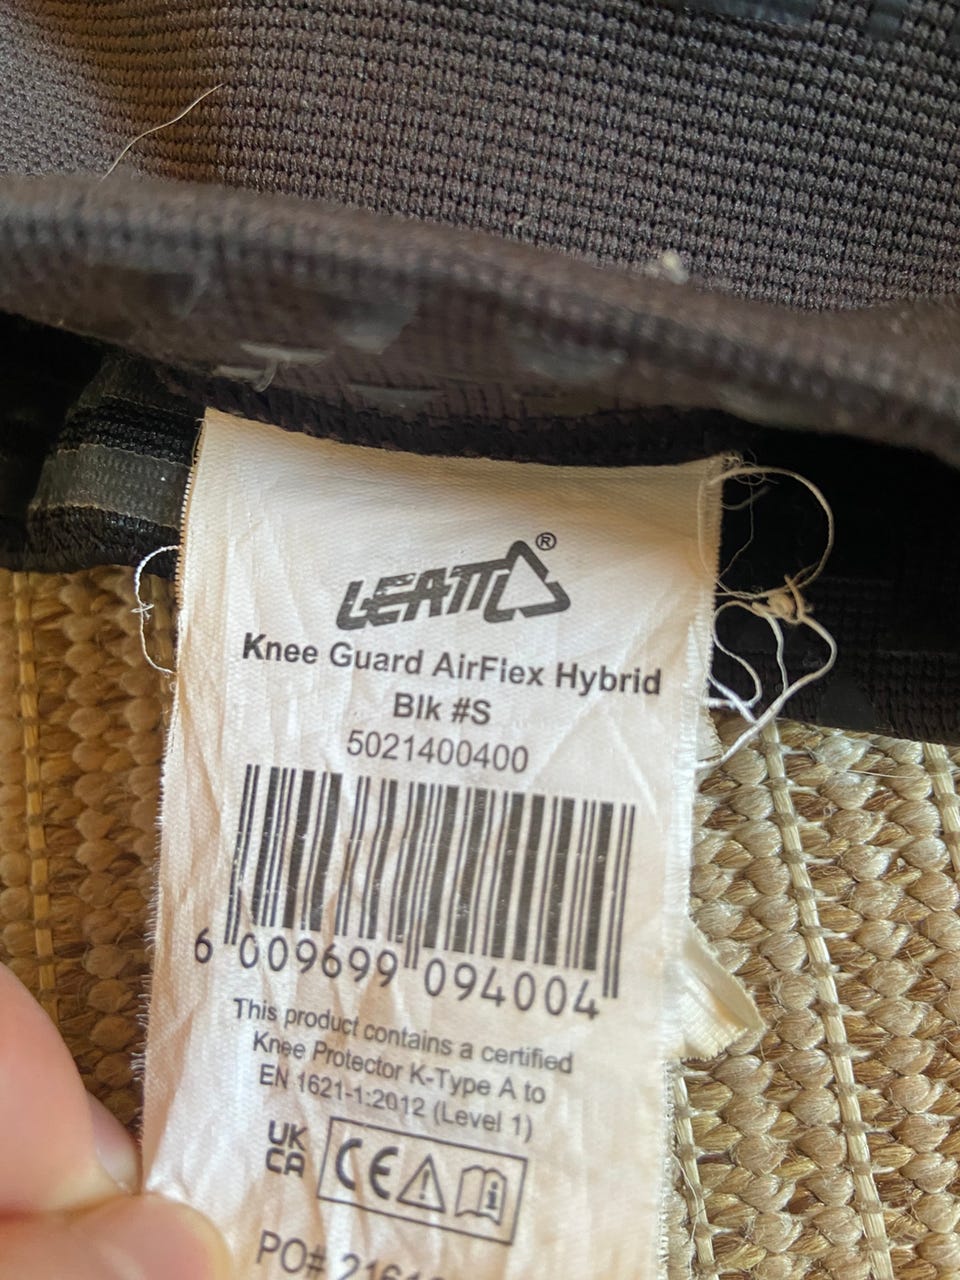 LEATT®
Knee Guard AirFlex Hybrid
Blk #S
5021400400
6 009699 094004
This product contains a certified
Knee Protector K-Type A to
EN 1621-1:2012 (Level 1)
UK
CA CE
PO#